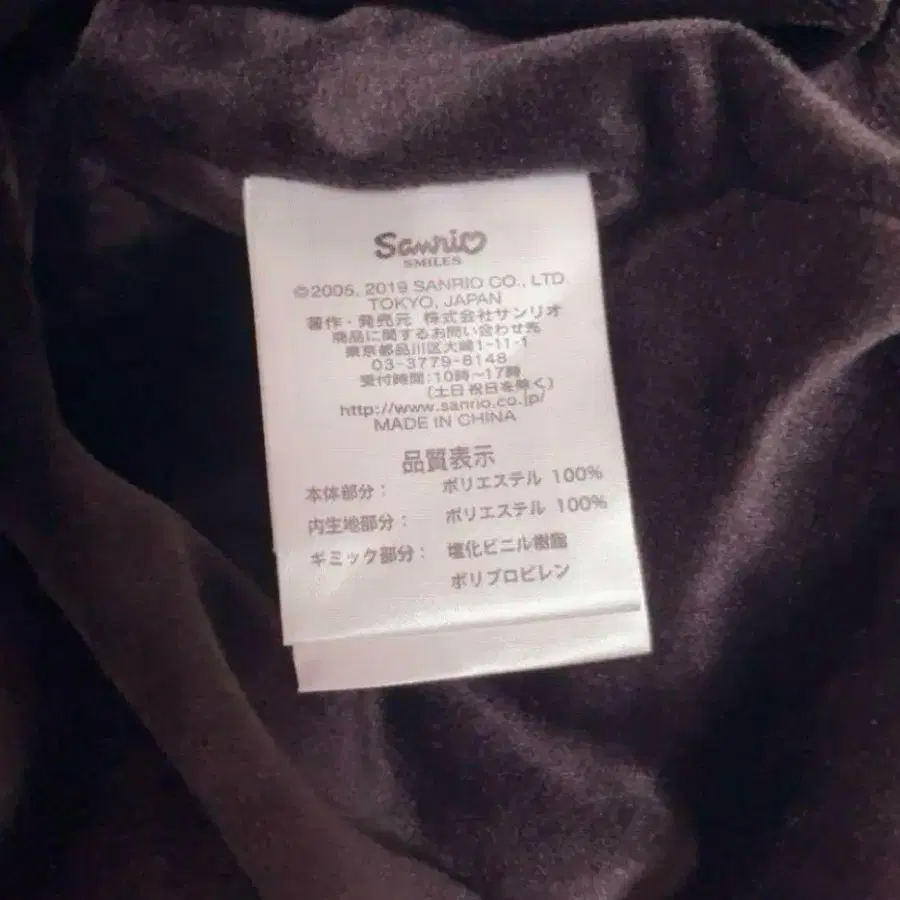 Sanrio
SMILES
©2005, 2019 SANRIO CO., LTD
TOKYO, JAPAN
著作・発売元 株式会社サンリオ
商品に関するお問い合わせ先
東京都品川区大崎1-11-1
03-3779-8148
受付時間:10時〜17時
(土日祝日を除く)
http://www.sanrio.co.jp/
MADE IN CHINA
品質表示
本体部分: ポリエステル 100%
内生地部分: ポリエステル 100%
ギミック部分: 塩化ビニル樹脂
ポリプロピレン